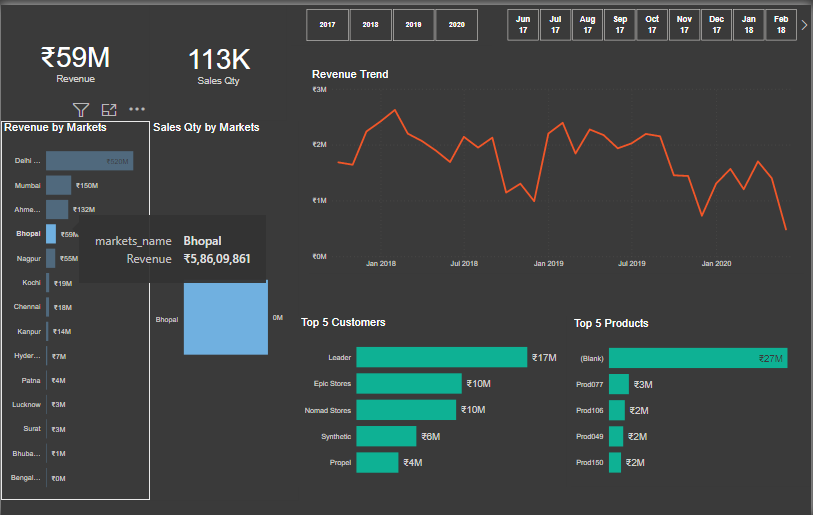 2017 2018 2019 2020
Jun 17 Jul 17 Aug 17 Sep 17 Oct 17 Nov 17 Dec 17 Jan 18 Feb 18
₹59M
Revenue
113K
Sales Qty
Revenue Trend
₹3M
₹2M
₹1M
₹0M
Jan 2018 Jul 2018 Jan 2019 Jul 2019 Jan 2020
Revenue by Markets
Delhi ... ₹520M
Mumbai ₹150M
Ahme... ₹132M
Bhopal ₹59M
Nagpur ₹55M
Kochi ₹19M
Chennai ₹18M
Kanpur ₹14M
Hyder... ₹7M
Patna ₹4M
Lucknow ₹3M
Surat ₹3M
Bhuba... ₹1M
Bengal... ₹0M
markets_name Bhopal
Revenue ₹5,86,09,861
Sales Qty by Markets
Bhopal 0M
Top 5 Customers
Leader ₹17M
Epic Stores ₹10M
Nomad Stores ₹10M
Synthetic ₹6M
Propel ₹4M
Top 5 Products
(Blank) ₹27M
Prod077 ₹3M
Prod106 ₹2M
Prod049 ₹2M
Prod150 ₹2M